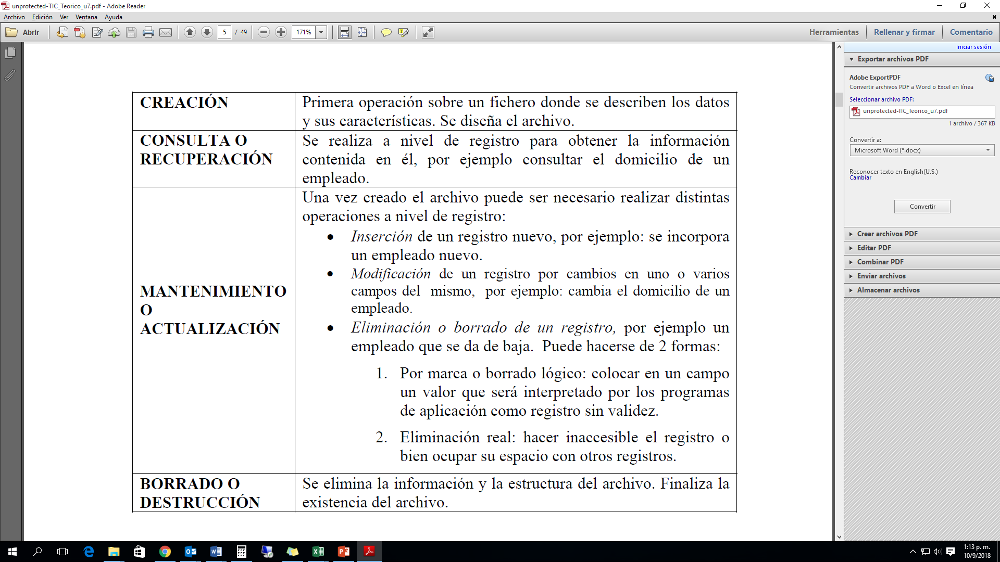 unprotected-TIC_Teorico_u7.pdf - Adobe Reader
Archivo Edición Ver Ventana Ayuda
Abrir 5 / 49 171% Herramientas Rellenar y firmar Comentario
Iniciar sesión
Exportar archivos PDF
Adobe ExportPDF
Convertir archivos PDF a Word o Excel en línea
Seleccionar archivo PDF:
unprotected-TIC_Teorico_u7.pdf
1 archivo / 367 KB
Convertir a:
Microsoft Word (*.docx)
Reconocer texto en English(U.S.)
Cambiar
Convertir
Crear archivos PDF
Editar PDF
Combinar PDF
Enviar archivos
Almacenar archivos
CREACIÓN
Primera operación sobre un fichero donde se describen los datos
y sus características. Se diseña el archivo.
CONSULTA O
RECUPERACIÓN
Se realiza a nivel de registro para obtener la información
contenida en él, por ejemplo consultar el domicilio de un
empleado.
MANTENIMIENTO
O
ACTUALIZACIÓN
Una vez creado el archivo puede ser necesario realizar distintas
operaciones a nivel de registro:
• Inserción de un registro nuevo, por ejemplo: se incorpora
un empleado nuevo.
• Modificación de un registro por cambios en uno o varios
campos del mismo, por ejemplo: cambia el domicilio de un
empleado.
• Eliminación o borrado de un registro, por ejemplo un
empleado que se da de baja. Puede hacerse de 2 formas:
1. Por marca o borrado lógico: colocar en un campo
un valor que será interpretado por los programas
de aplicación como registro sin validez.
2. Eliminación real: hacer inaccesible el registro o
bien ocupar su espacio con otros registros.
BORRADO O
DESTRUCCIÓN
Se elimina la información y la estructura del archivo. Finaliza la
existencia del archivo.
1:13 p. m.
10/9/2018